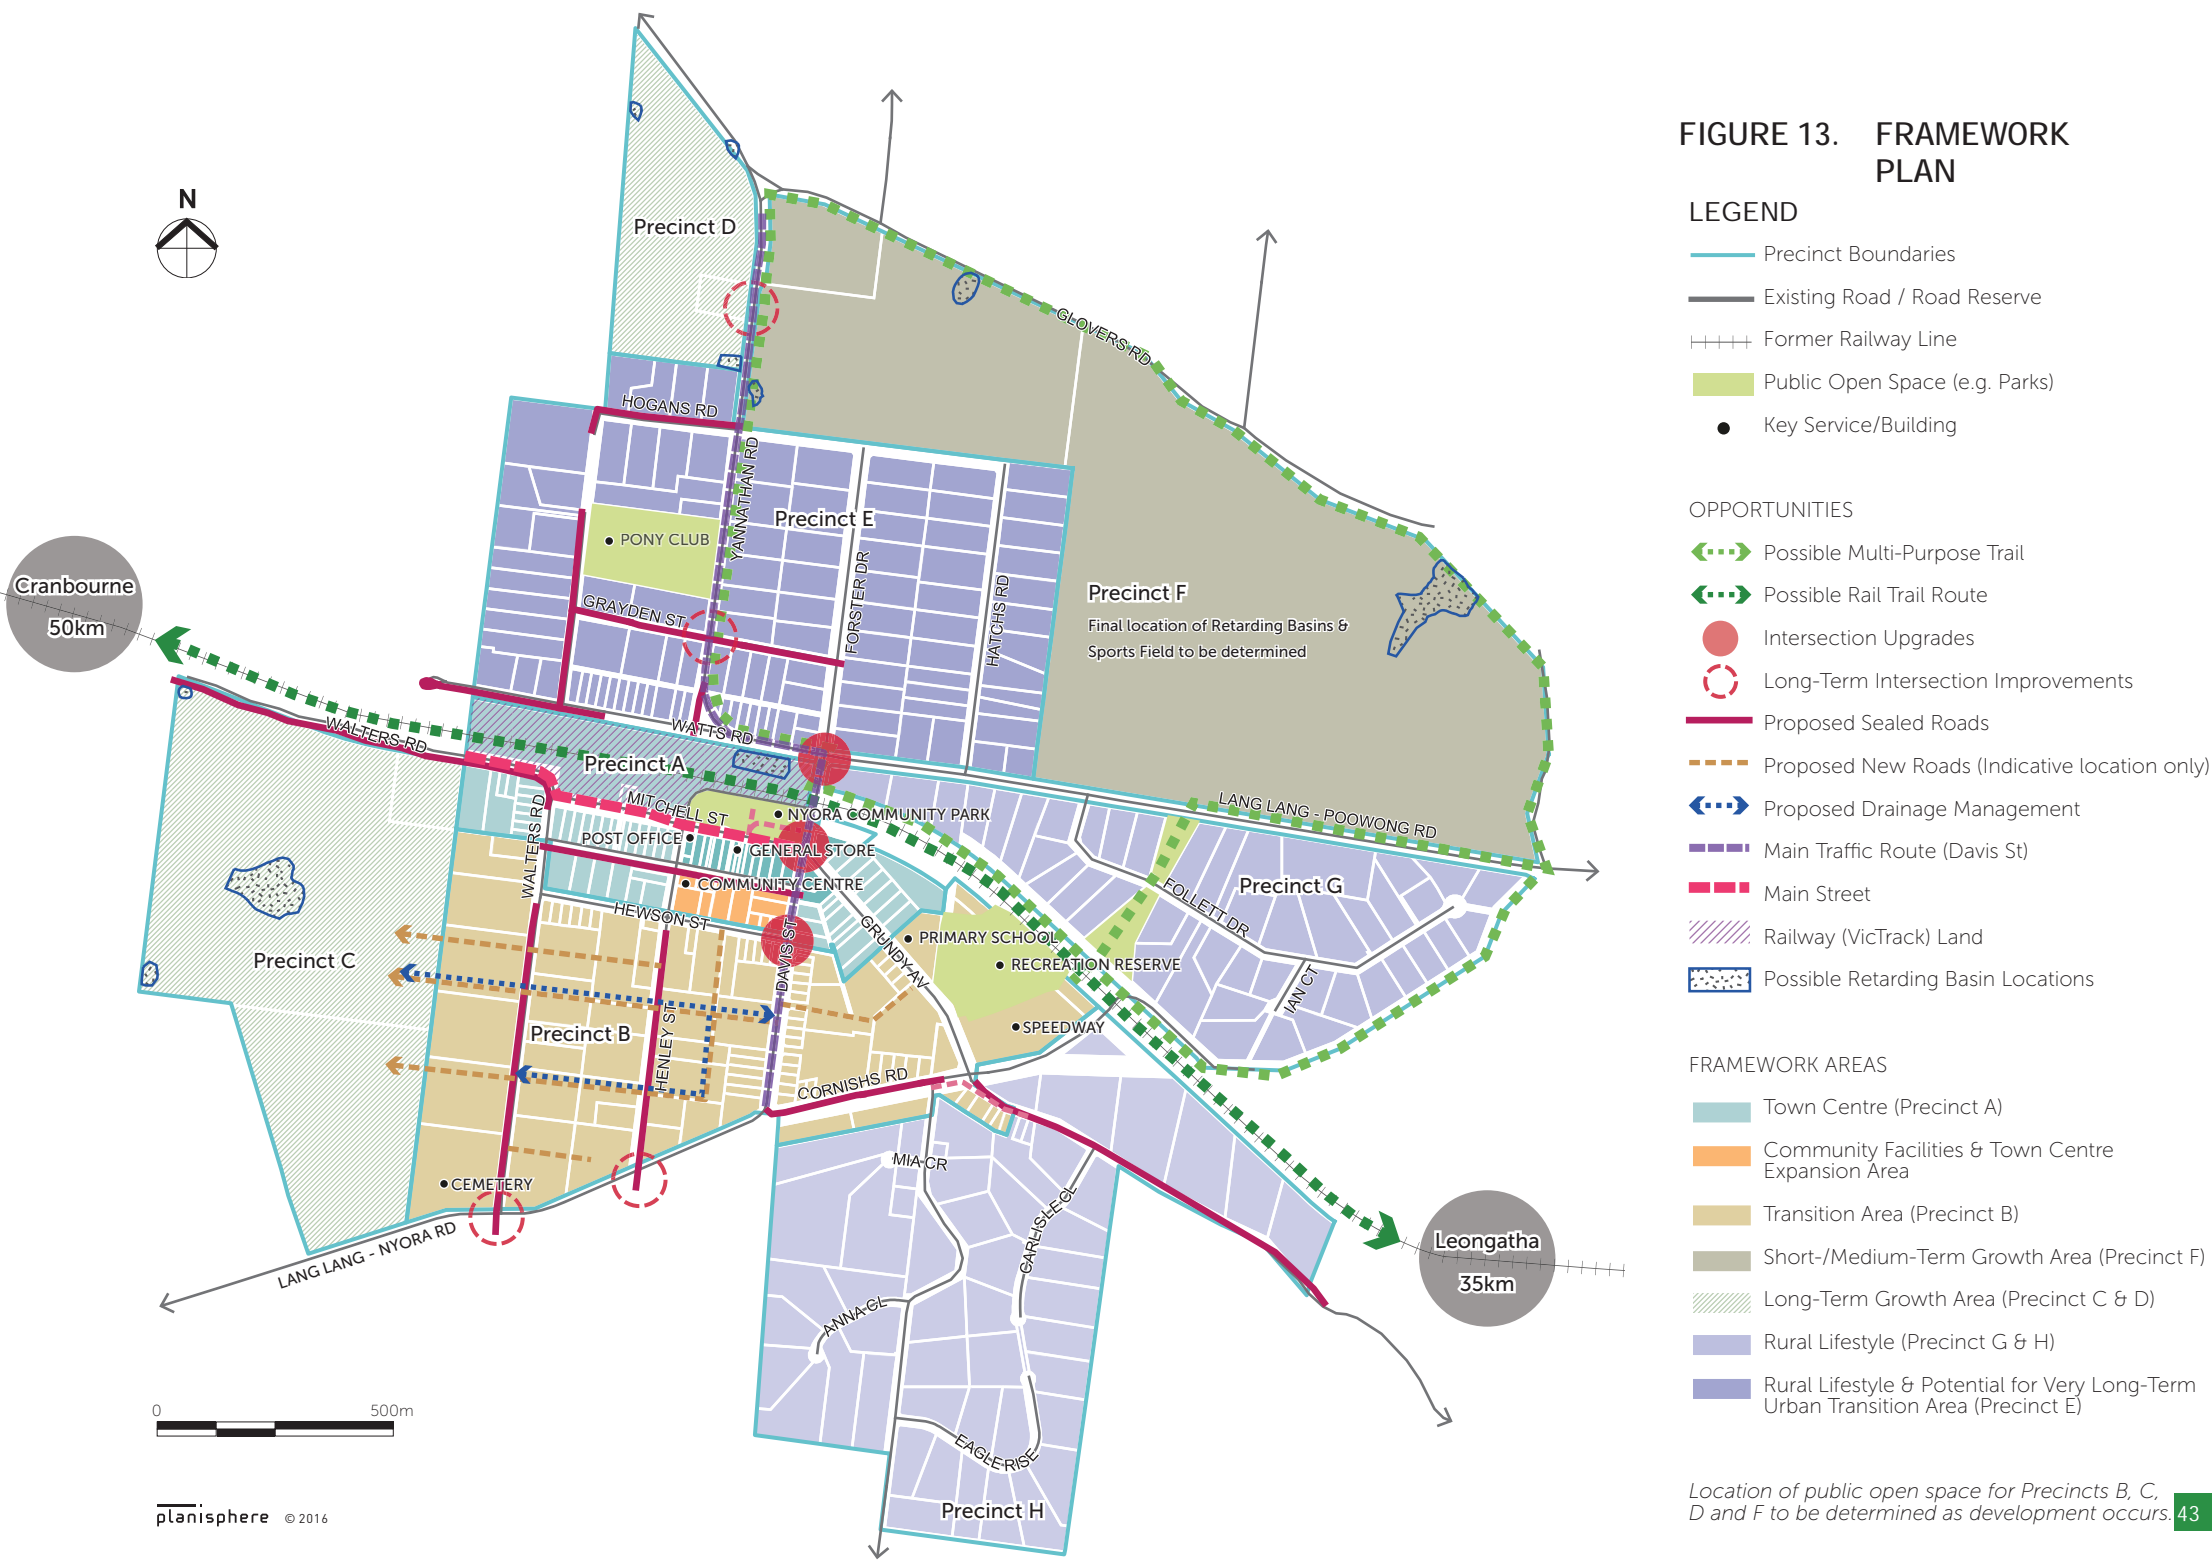 FIGURE 13. FRAMEWORK
PLAN
LEGEND
Precinct Boundaries
Existing Road / Road Reserve
Former Railway Line
Public Open Space (e.g. Parks)
Key Service/Building
OPPORTUNITIES
Possible Multi-Purpose Trail
Possible Rail Trail Route
Intersection Upgrades
Long-Term Intersection Improvements
Proposed Sealed Roads
Proposed New Roads (Indicative location only)
Proposed Drainage Management
Main Traffic Route (Davis St)
Main Street
Railway (VicTrack) Land
Possible Retarding Basin Locations
FRAMEWORK AREAS
Town Centre (Precinct A)
Community Facilities & Town Centre
Expansion Area
Transition Area (Precinct B)
Short-/Medium-Term Growth Area (Precinct F)
Long-Term Growth Area (Precinct C & D)
Rural Lifestyle (Precinct G & H)
Rural Lifestyle & Potential for Very Long-Term
Urban Transition Area (Precinct E)
Location of public open space for Precincts B, C,
D and F to be determined as development occurs.
43
N
Precinct D
GLOVERS RD
HOGANS RD
YANNATHAN RD
Precinct E
PONY CLUB
FORSTER DR
HATCHS RD
GRAYDEN ST
Precinct F
Final location of Retarding Basins &
Sports Field to be determined
Cranbourne
50km
WALTERS RD
WATTS RD
Precinct A
MITCHELL ST
NYORA COMMUNITY PARK
LANG LANG - POOWONG RD
WALTERS RD
POST OFFICE
GENERAL STORE
COMMUNITY CENTRE
HEWSON ST
DAVIS ST
GRUNDY AV
PRIMARY SCHOOL
RECREATION RESERVE
FOLLETT DR
Precinct G
IAN CT
Precinct C
Precinct B
HENLEY ST
SPEEDWAY
CORNISHS RD
CEMETERY
LANG LANG - NYORA RD
MIA CR
CARLISLE CL
ANNA CL
EAGLE RISE
Precinct H
Leongatha
35km
0 500m
planisphere © 2016